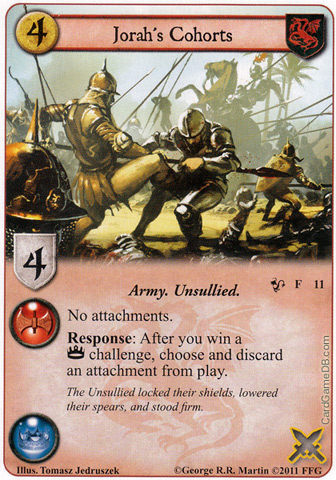 4
Jorah's Cohorts
4
Army. Unsullied.
F 11
No attachments.
Response: After you win a
challenge, choose and discard
an attachment from play.
The Unsullied locked their shields, lowered
their spears, and stood firm.
CardGameDB.com
Illus. Tomasz Jedruszek
©George R.R. Martin ©2011 FFG